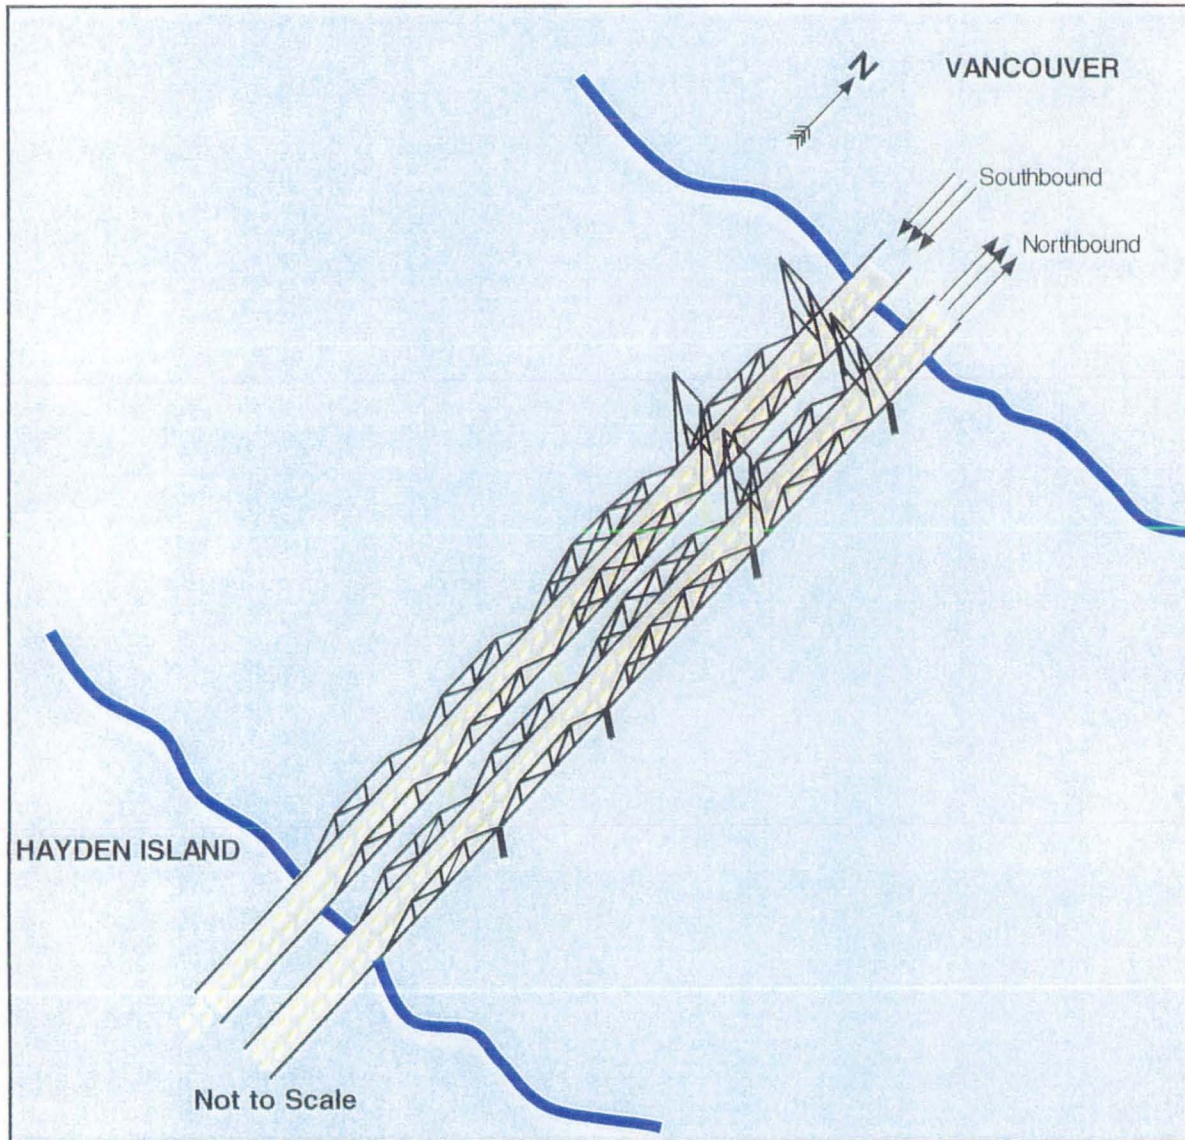 N
VANCOUVER
Southbound
Northbound
HAYDEN ISLAND
Not to Scale